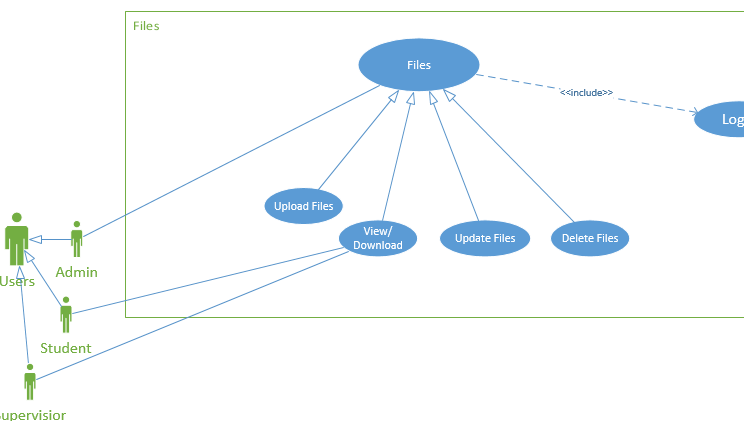 Files
Files
<<include>>
Log
Upload Files
View/
Download
Update Files
Delete Files
Users
Admin
Student
upervisior